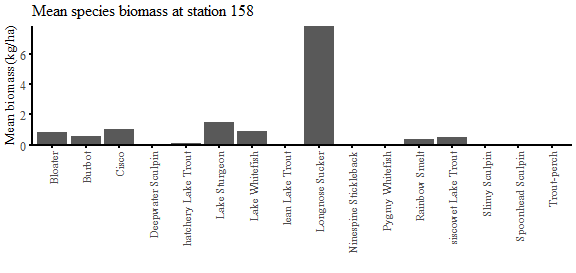 Mean species biomass at station 158
Mean biomass (kg/ha)
6
4
2
0
Bloater
Burbot
Cisco
Deepwater Sculpin
hatchery Lake Trout
Lake Sturgeon
Lake Whitefish
lean Lake Trout
Longnose Sucker
Ninespine Stickleback
Pygmy Whitefish
Rainbow Smelt
siscowet Lake Trout
Slimy Sculpin
Spoonhead Sculpin
Trout-perch